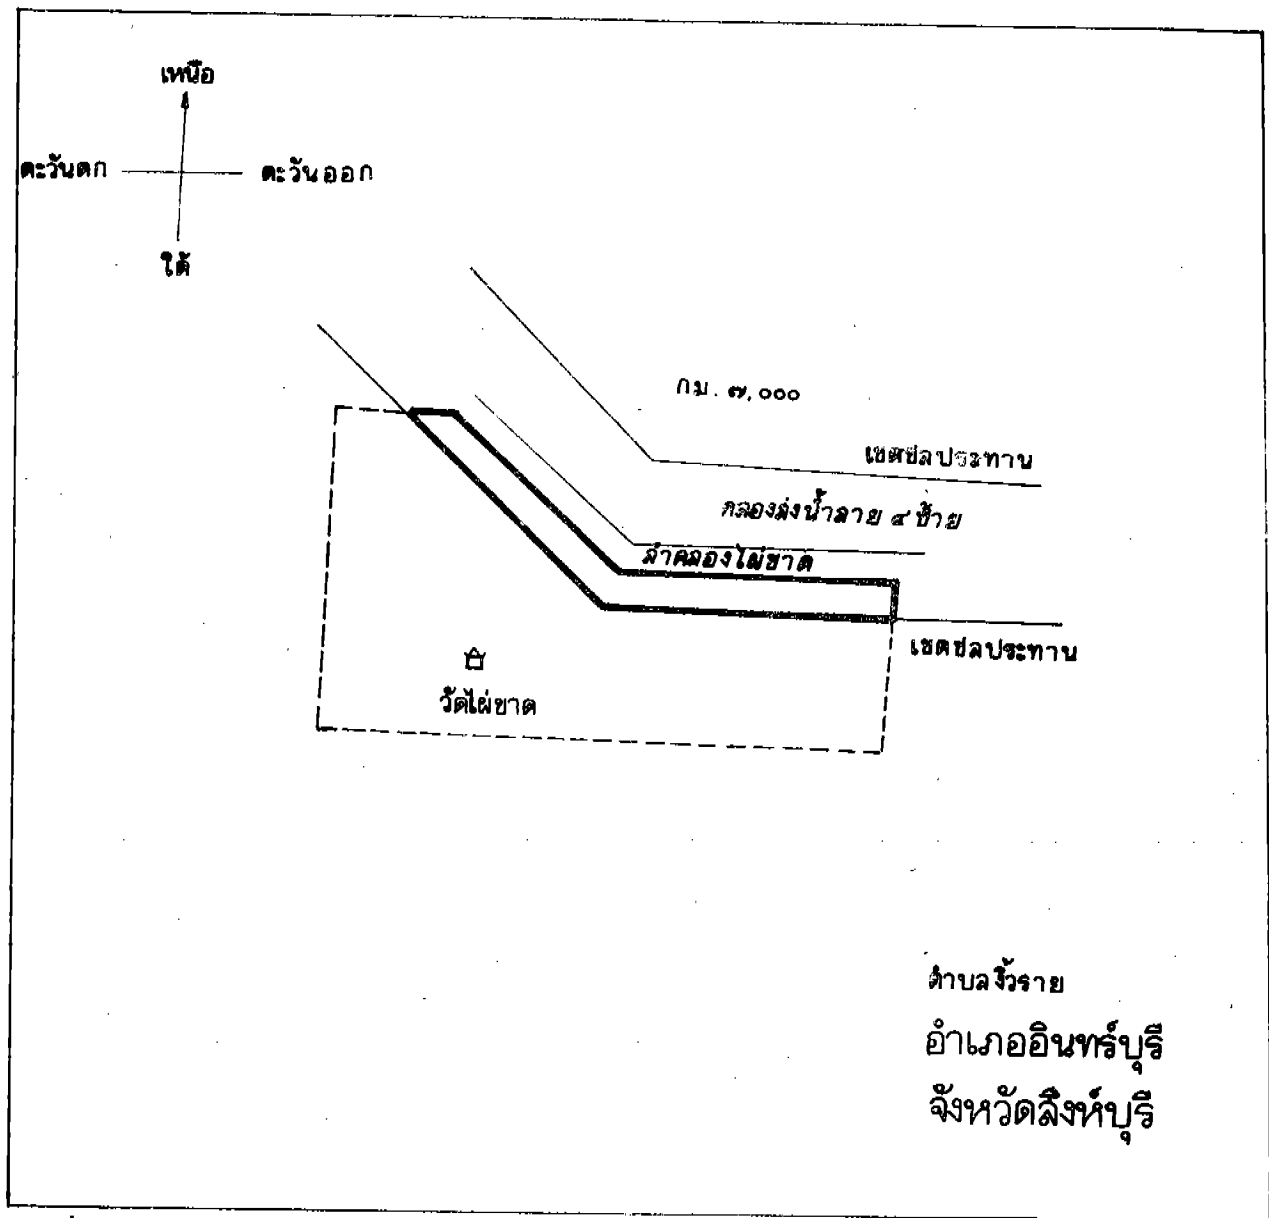 เหนือ
ตะวันตก
ตะวันออก
ใต้
กม. ๗,๐๐๐
เขตชลประทาน
คลองส่งน้ำสาย ๔ ซ้าย
ลำคลองไผ่ขาด
เขตชลประทาน
วัดไผ่ขาด
ตำบลงิ้วราย
อำเภออินทร์บุรี
จังหวัดสิงห์บุรี